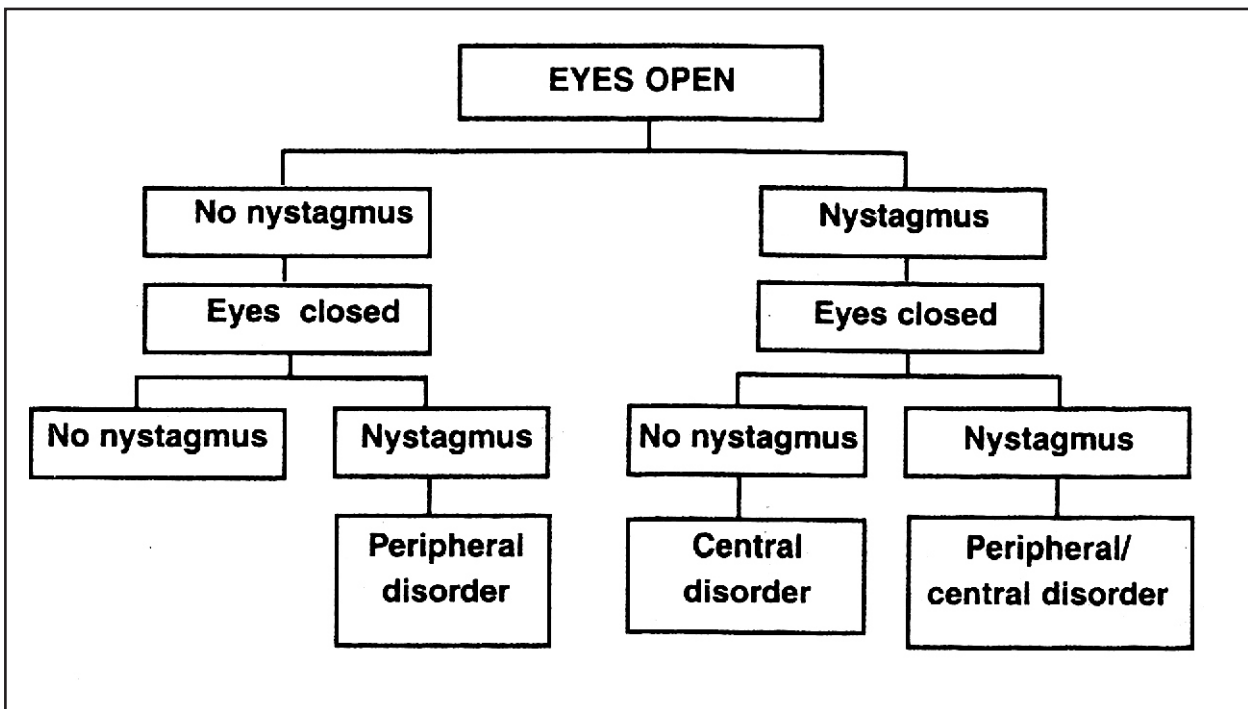 EYES OPEN
No nystagmus
Nystagmus
Eyes closed
Eyes closed
No nystagmus
Nystagmus
No nystagmus
Nystagmus
Peripheral
disorder
Central
disorder
Peripheral/
central disorder